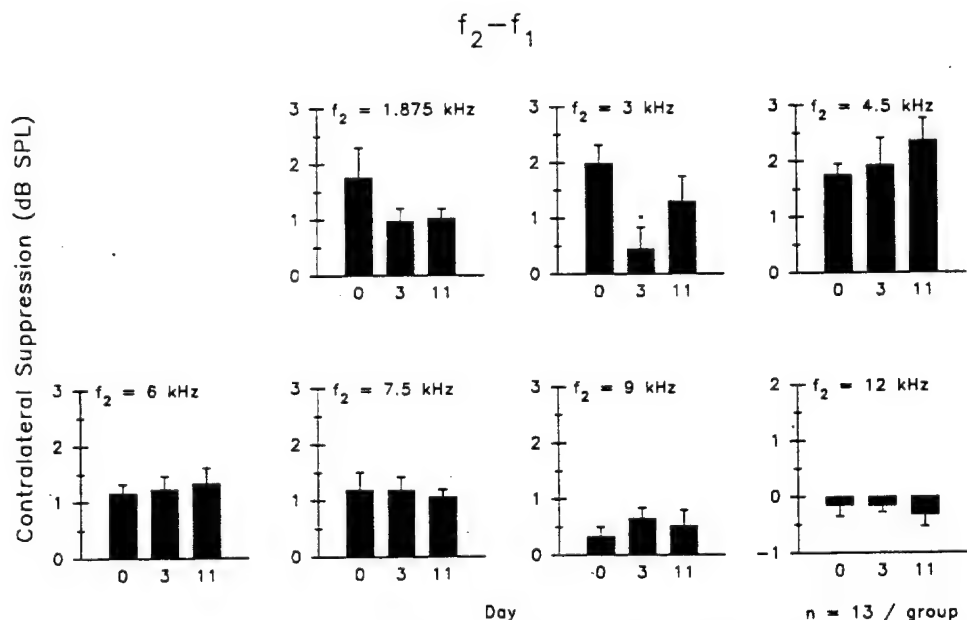 f₂−f₁
Contralateral Suppression (dB SPL)
f₂ = 1.875 kHz
3
2
1
0
0 3 11
f₂ = 3 kHz
3
2
1
0
0 3 11
f₂ = 4.5 kHz
3
2
1
0
0 3 11
f₂ = 6 kHz
3
2
1
0
0 3 11
f₂ = 7.5 kHz
3
2
1
0
0 3 11
f₂ = 9 kHz
3
2
1
0
0 3 11
f₂ = 12 kHz
2
1
0
−1
0 3 11
Day
n = 13 / group